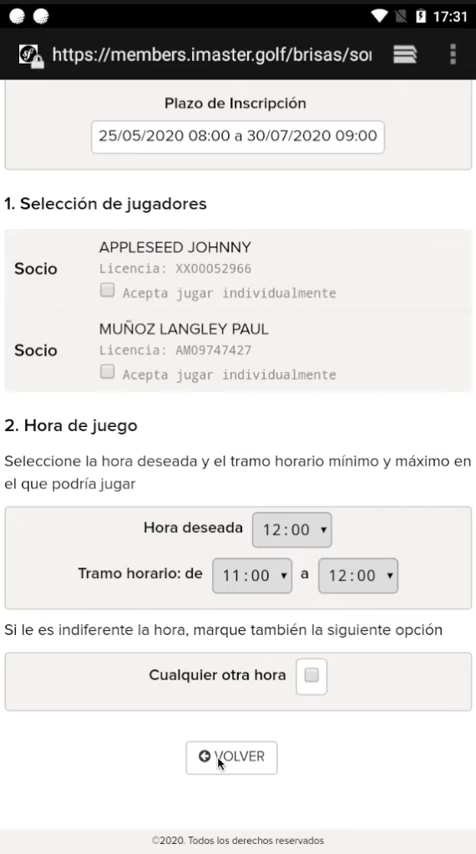 17:31
https://members.imaster.golf/brisas/so
Plazo de Inscripción
25/05/2020 08:00 a 30/07/2020 09:00
1. Selección de jugadores
APPLESEED JOHNNY
Socio
Licencia: XX00052966
Acepta jugar individualmente
MUÑOZ LANGLEY PAUL
Socio
Licencia: AM09747427
Acepta jugar individualmente
2. Hora de juego
Seleccione la hora deseada y el tramo horario mínimo y máximo en
el que podría jugar
Hora deseada 12:00
Tramo horario: de 11:00 a 12:00
Si le es indiferente la hora, marque también la siguiente opción
Cualquier otra hora
VOLVER
©2020. Todos los derechos reservados